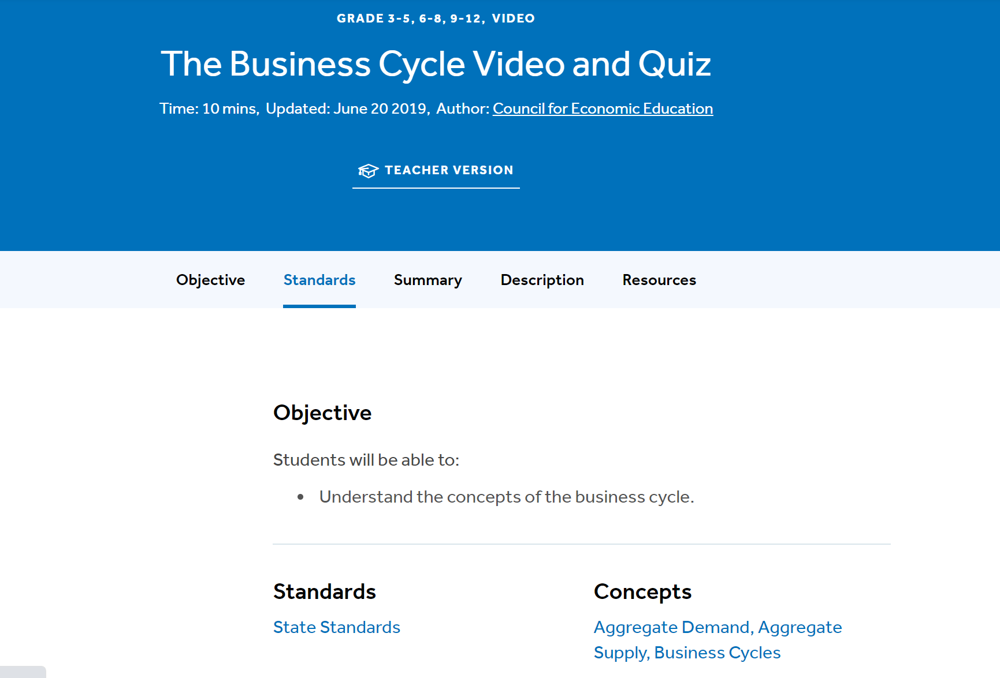 GRADE 3-5, 6-8, 9-12, VIDEO
The Business Cycle Video and Quiz
Time: 10 mins, Updated: June 20 2019, Author: Council for Economic Education
TEACHER VERSION
Objective Standards Summary Description Resources
Objective
Students will be able to:
• Understand the concepts of the business cycle.
Standards
State Standards
Concepts
Aggregate Demand, Aggregate
Supply, Business Cycles